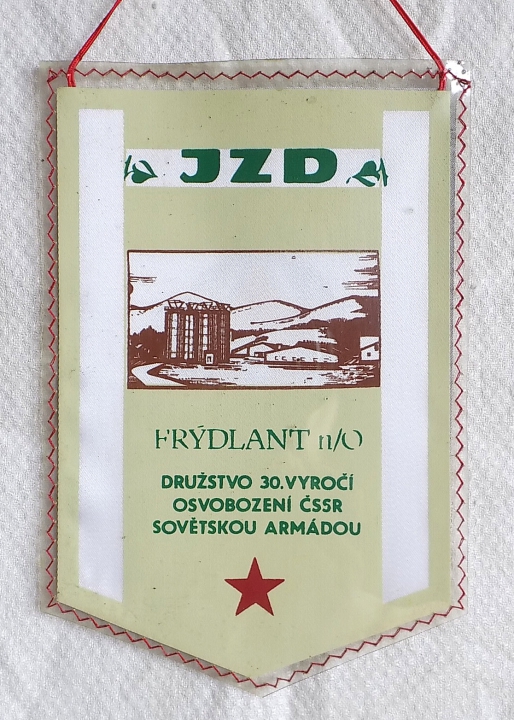 JZD
FRÝDLANT n/O
DRUŽSTVO 30.VYROČÍ
OSVOBOZENÍ ČSSR
SOVĚTSKOU ARMÁDOU